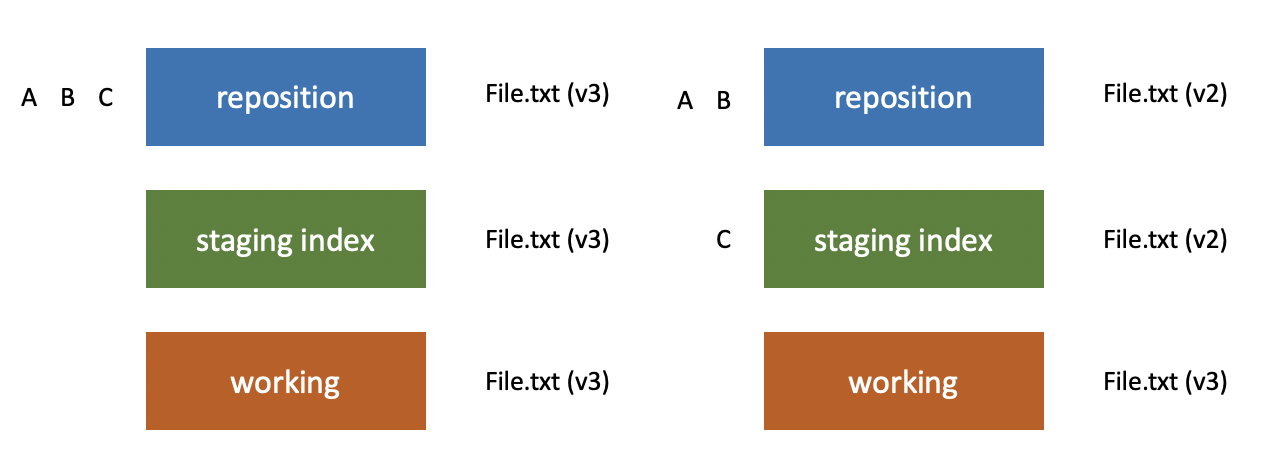 A B C reposition File.txt (v3)
A B reposition File.txt (v2)
staging index File.txt (v3)
C staging index File.txt (v2)
working File.txt (v3)
working File.txt (v3)